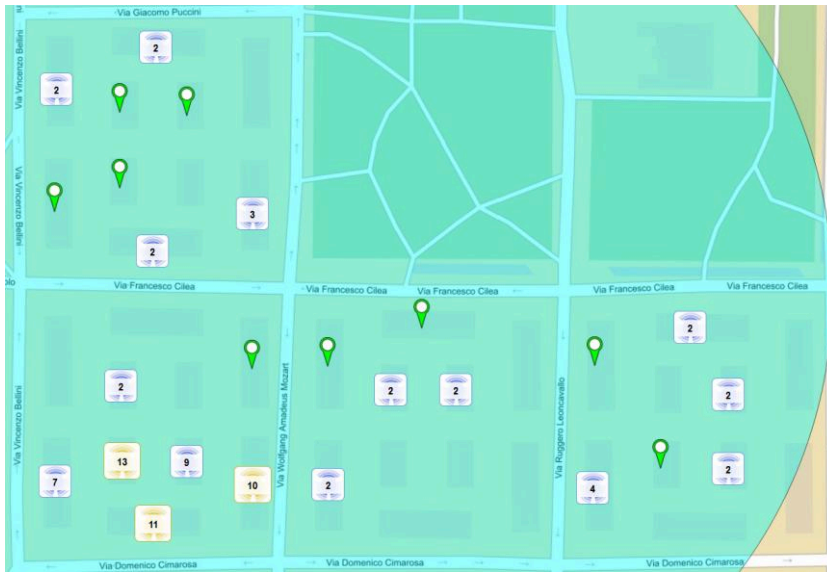 ni
Via Giacomo Puccini
Via Vincenzo Bellini
2
2
Via Vincenzo Bellini
3
2
olo
Via Francesco Cilea
Via Francesco Cilea
Via Francesco Cilea
Via Francesco Cilea
Via Francesco Cilea
2
2
2
2
2
Via Vincenzo Bellini
Via Wolfgang Amadeus Mozart
Via Ruggero Leoncavallo
13
9
2
7
10
2
4
11
Via Domenico Cimarosa
Via Domenico Cimarosa
Via Domenico Cimarosa